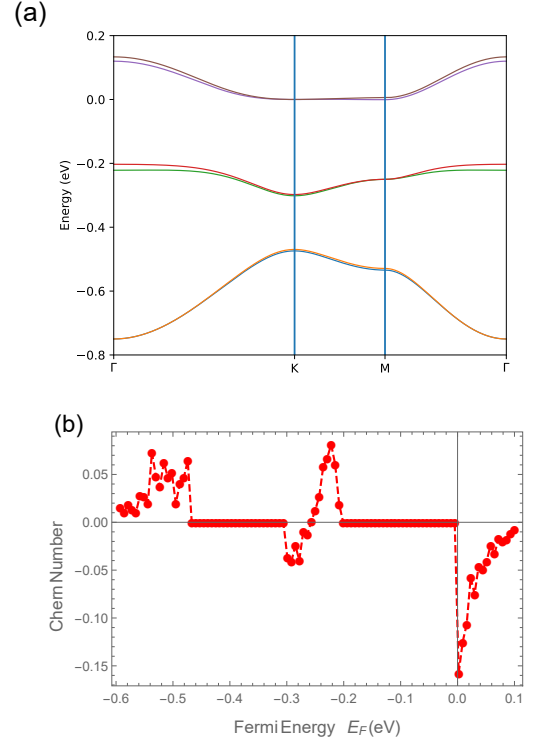 (a)
0.2
0.0
−0.2
−0.4
−0.6
−0.8
Energy (eV)
Γ K M Γ
(b)
0.05
0.00
−0.05
−0.10
−0.15
Chern Number
−0.6 −0.5 −0.4 −0.3 −0.2 −0.1 0.0 0.1
Fermi Energy E_F (eV)